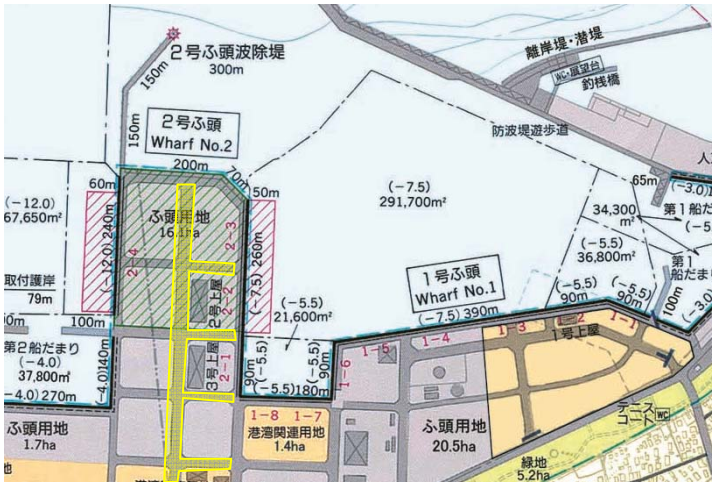 離岸堤・潜堤
WC・展望台
釣桟橋
2号ふ頭波除堤
300m
150m
150m
2号ふ頭
Wharf No.2
防波堤遊歩道
人工
200m
70m
60m
50m
65m
(-3.0)
(-12.0)
67,650m²
(-12.0) 240m
ふ頭用地
16.1ha
2-4
2-3
(-7.5) 260m
(-7.5)
291,700m²
34,300m²
第1船だ
(-5.5)
36,800m²
第1
船だまり
100m
(-3.0)
取付護岸
79m
100m
2号上屋
2-2
(-5.5)
21,600m²
1号ふ頭
Wharf No.1
(-7.5) 390m
(-5.5)
90m
(-5.5)
90m
第2船だまり
(-4.0)
37,800m²
(-4.0)140m
-4.0) 270m
3号上屋
2-1
(-5.5)
90m
(-5.5)180m
(-5.5)
90m
1-6
1-5
1-4
1-3
1-2
1-1
1号上屋
1-8
1-7
港湾関連用地
1.4ha
ふ頭用地
1.7ha
ふ頭用地
20.5ha
テニス
コート
WC
緑地
5.2ha
地